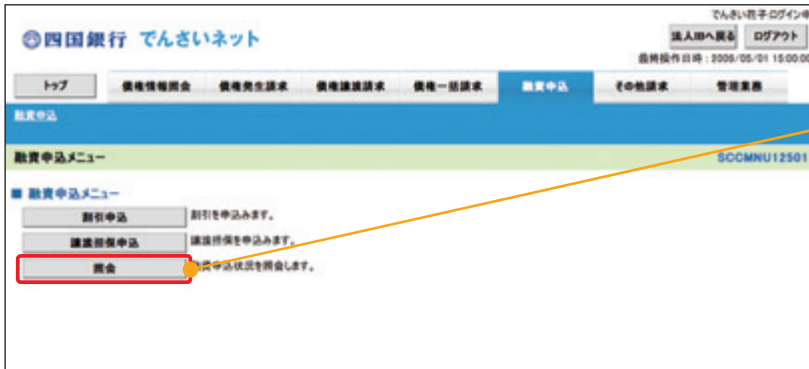 でんさい花子ログイン中
四国銀行 でんさいネット
法人IBへ戻る ログアウト
最終操作日時:2009/05/01 15:00:00
トップ 債権情報照会 債権発生請求 債権譲渡請求 債権一括請求 融資申込 その他請求 管理業務
融資申込
融資申込メニュー SCCMNU12501
■ 融資申込メニュー
割引申込 割引を申込みます。
譲渡担保申込 譲渡担保を申込みます。
照会 融資申込状況を照会します。